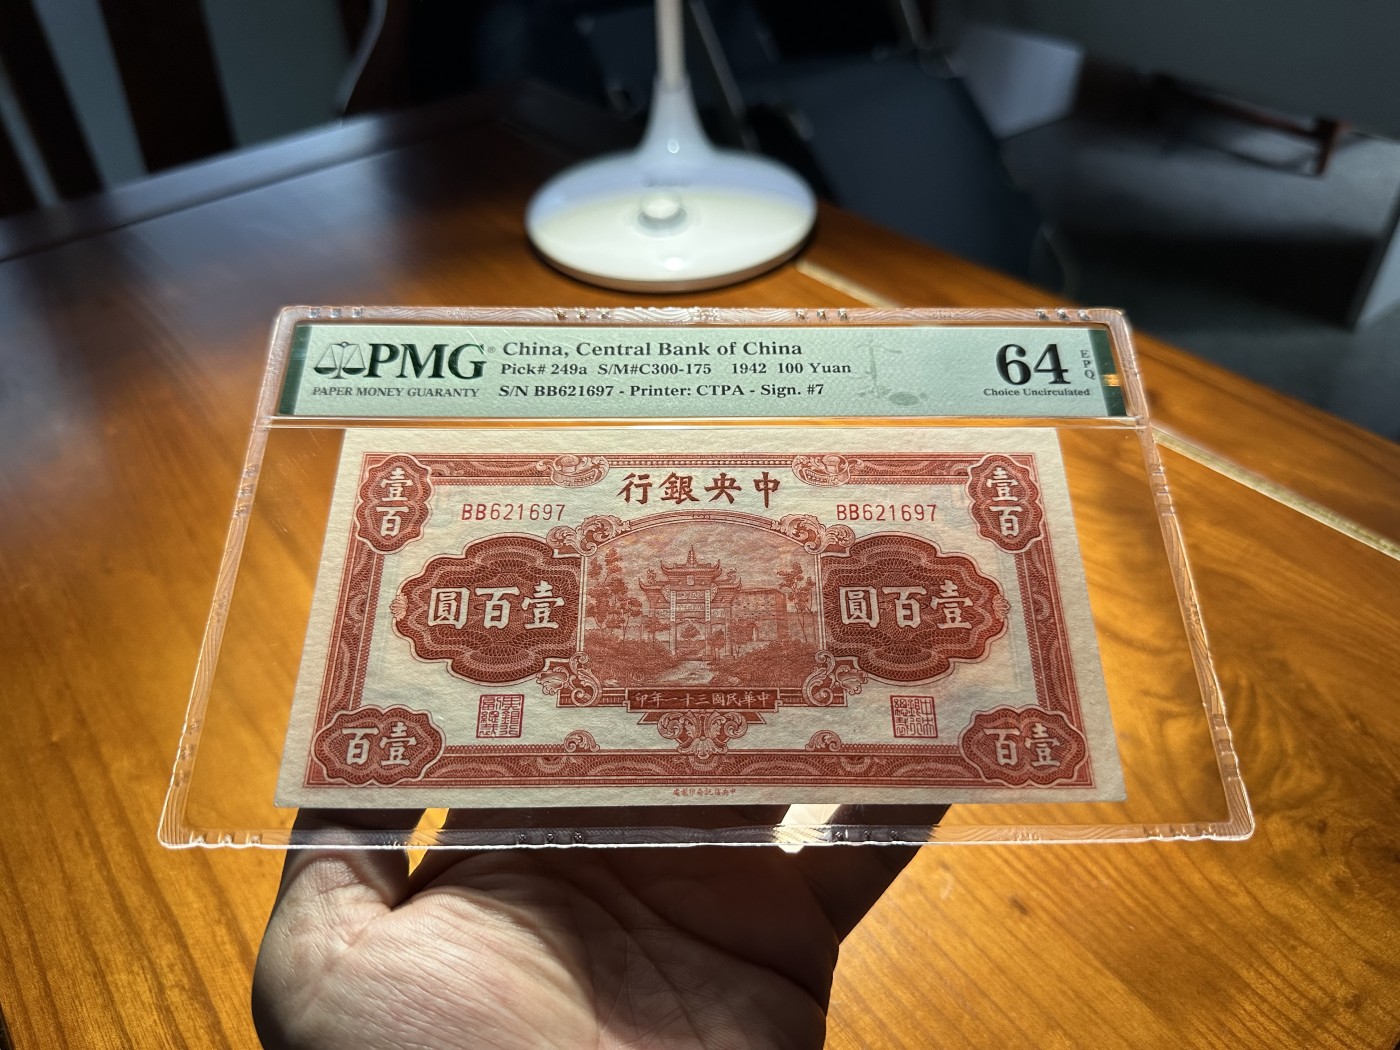 PMG® China, Central Bank of China
Pick# 249a S/M#C300-175 1942 100 Yuan
PAPER MONEY GUARANTY S/N BB621697 - Printer: CTPA - Sign. #7
64 EPQ
Choice Uncirculated
行銀央中
壹百
壹百
BB621697
BB621697
圓百壹
圓百壹
印年一十三國民華中
百壹
百壹